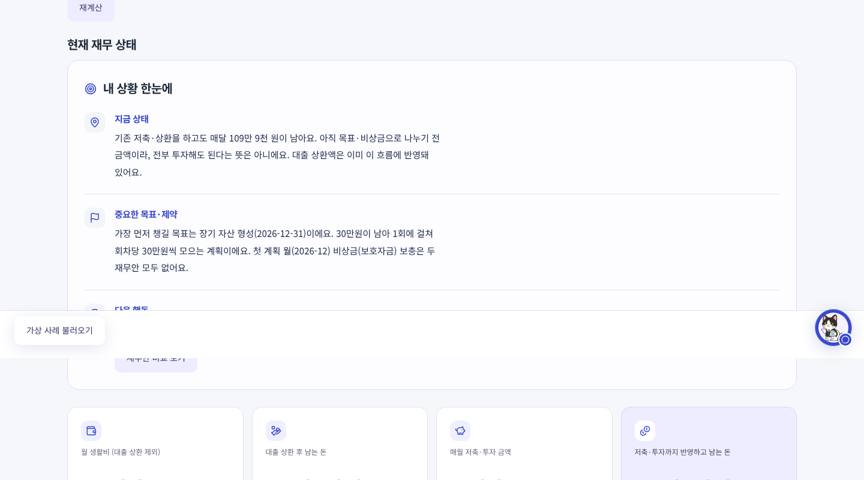 재계산
현재 재무 상태
내 상황 한눈에
지금 상태
기존 저축·상환을 하고도 매달 109만 9천 원이 남아요. 아직 목표·비상금으로 나누기 전
금액이라, 전부 투자해도 된다는 뜻은 아니에요. 대출 상환액은 이미 이 흐름에 반영돼
있어요.
중요한 목표·제약
가장 먼저 챙길 목표는 장기 자산 형성(2026-12-31)이에요. 30만원이 남아 1회에 걸쳐
회차당 30만원씩 모으는 계획이에요. 첫 계획 월(2026-12) 비상금(보호자금) 보충은 두
재무안 모두 없어요.
가상 사례 불러오기
월 생활비 (대출 상환 제외)
대출 상환 후 남는 돈
매월 저축·투자 금액
저축·투자까지 반영하고 남는 돈